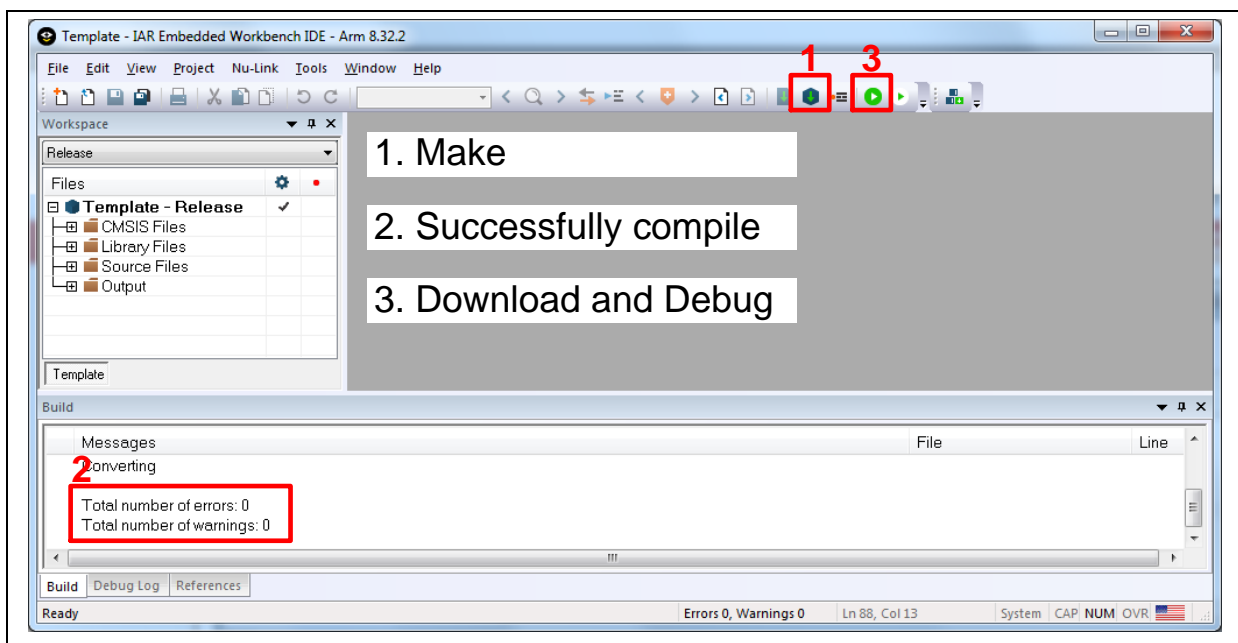 Template - IAR Embedded Workbench IDE - Arm 8.32.2
File Edit View Project Nu-Link Tools Window Help
1 3
Workspace
Release
Files
Template - Release
CMSIS Files
Library Files
Source Files
Output
Template
1. Make
2. Successfully compile
3. Download and Debug
Build
Messages File Line
Converting
2
Total number of errors: 0
Total number of warnings: 0
Build Debug Log References
Ready Errors 0, Warnings 0 Ln 88, Col 13 System CAP NUM OVR